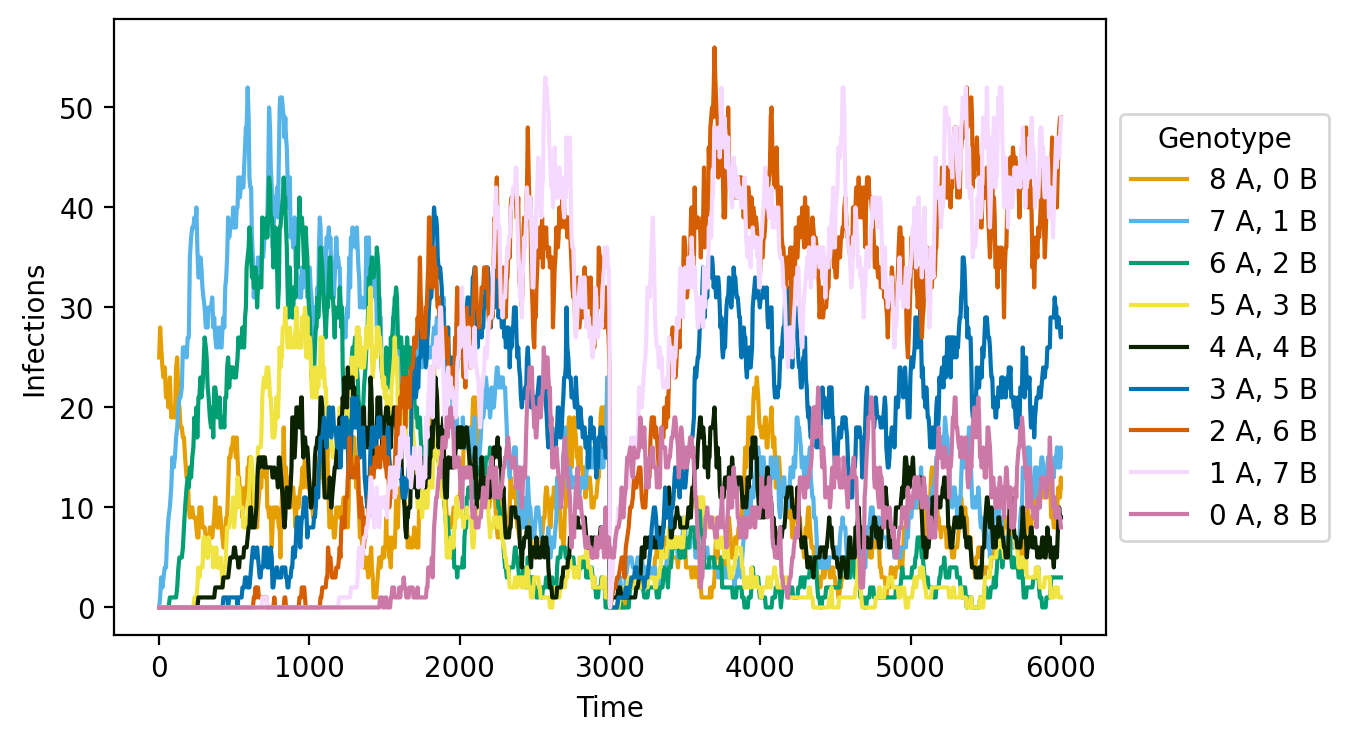 50
40
30
20
10
0
Infections
0 1000 2000 3000 4000 5000 6000
Time
Genotype
8 A, 0 B
7 A, 1 B
6 A, 2 B
5 A, 3 B
4 A, 4 B
3 A, 5 B
2 A, 6 B
1 A, 7 B
0 A, 8 B